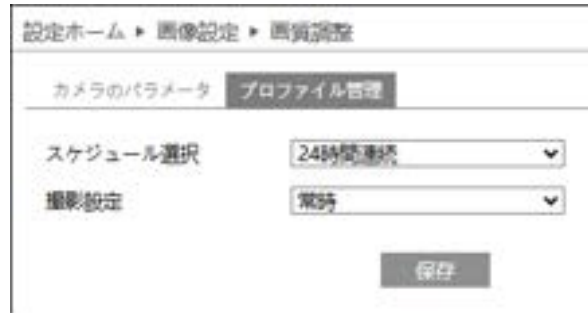 設定ホーム ▶ 画像設定 ▶ 画質調整
カメラのパラメータ プロファイル管理
スケジュール選択 24時間連続
撮影設定 常時
保存